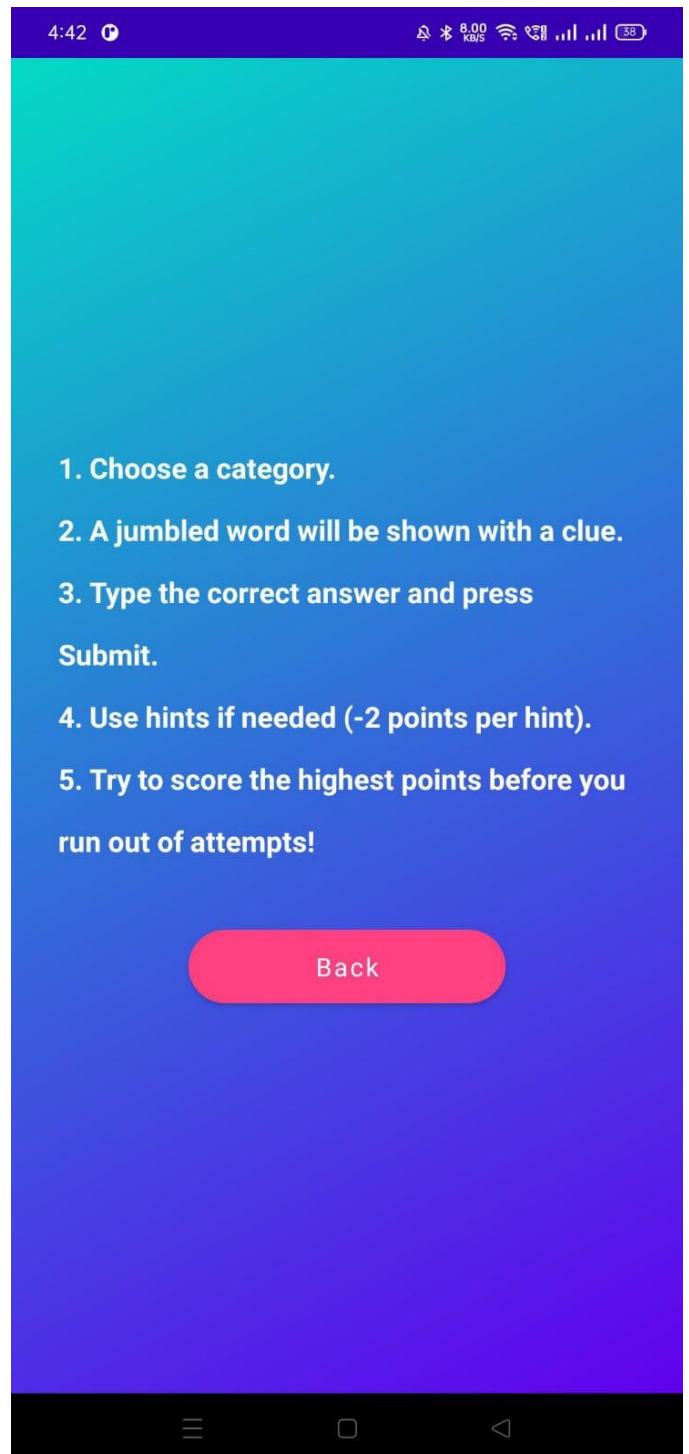 4:42
8.00
KB/S
38
1. Choose a category.
2. A jumbled word will be shown with a clue.
3. Type the correct answer and press
Submit.
4. Use hints if needed (-2 points per hint).
5. Try to score the highest points before you
run out of attempts!
Back